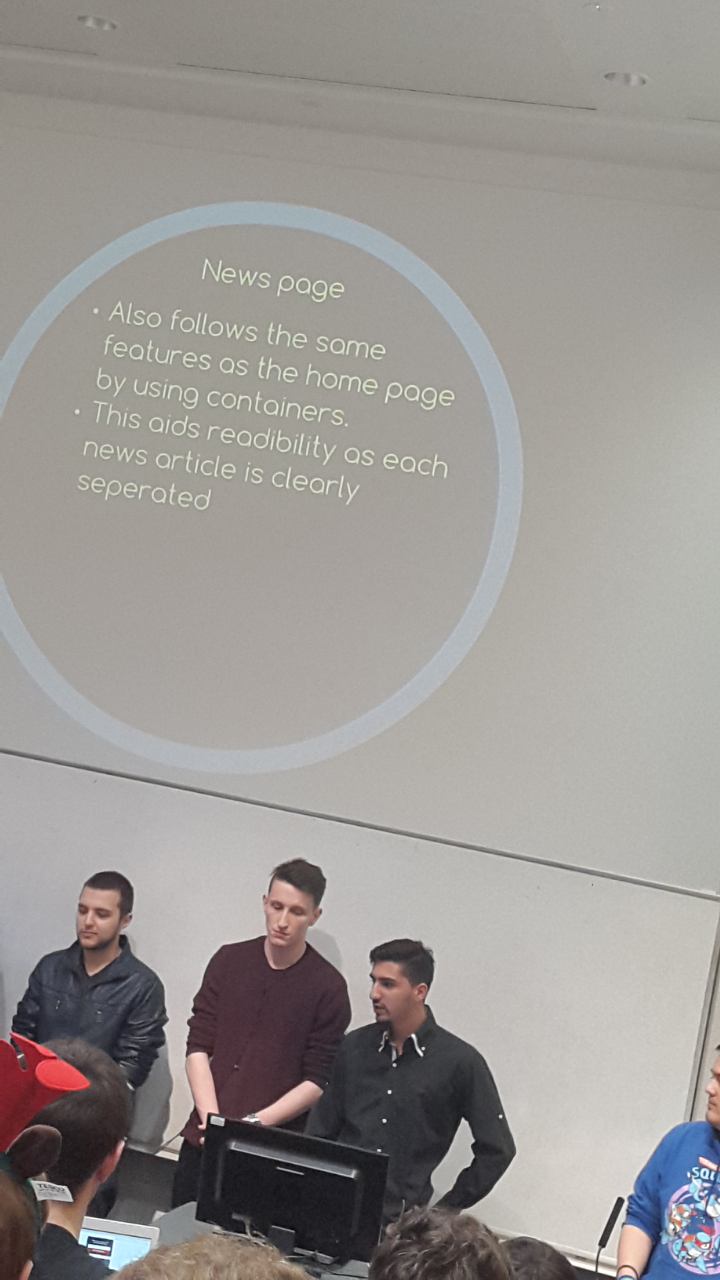 News page
• Also follows the same
features as the home page
by using containers.
• This aids readibility as each
news article is clearly
seperated
TESCO